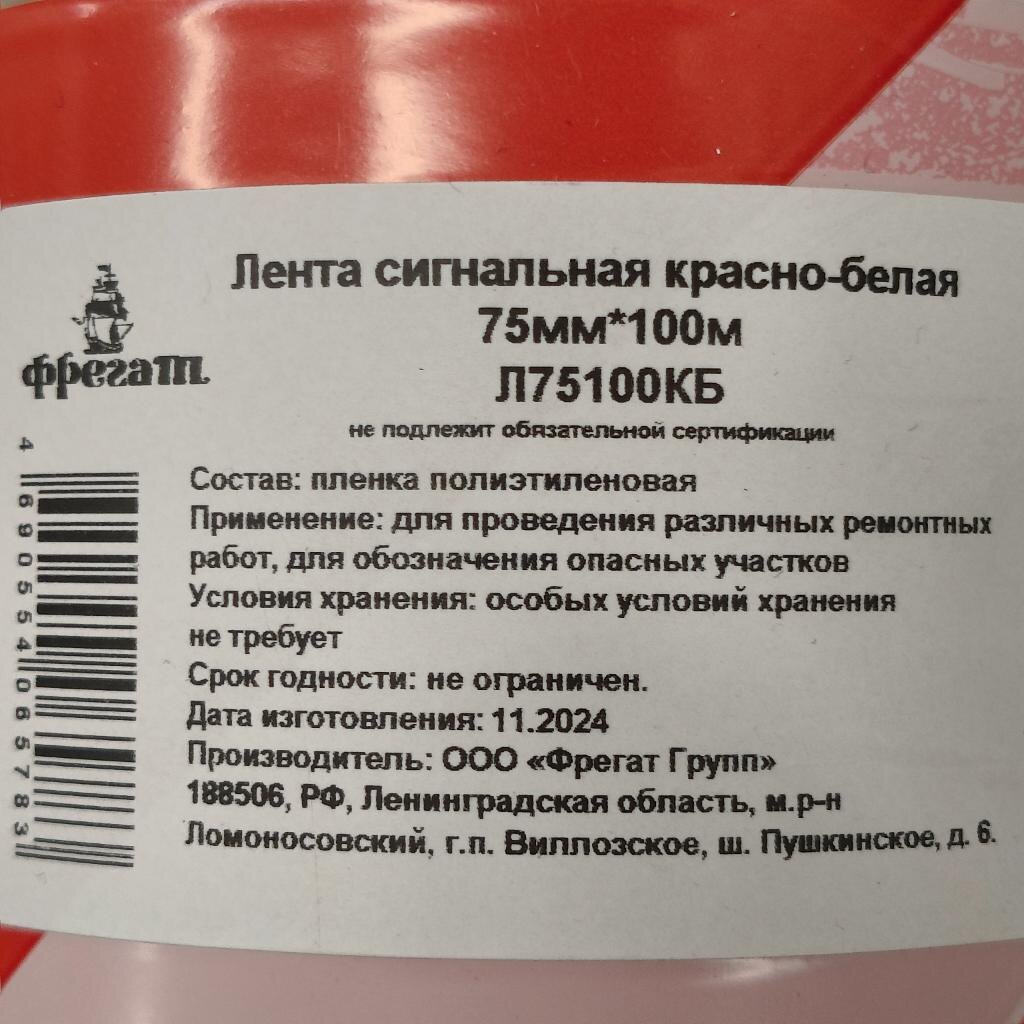 Лента сигнальная красно-белая
75мм*100м
Л75100КБ
не подлежит обязательной сертификации
фрегат
Состав: пленка полиэтиленовая
Применение: для проведения различных ремонтных
работ, для обозначения опасных участков
Условия хранения: особых условий хранения
не требует
Срок годности: не ограничен.
Дата изготовления: 11.2024
Производитель: ООО «Фрегат Групп»
188506, РФ, Ленинградская область, м.р-н
Ломоносовский, г.п. Виллозское, ш. Пушкинское, д. 6.
4 690554 065783